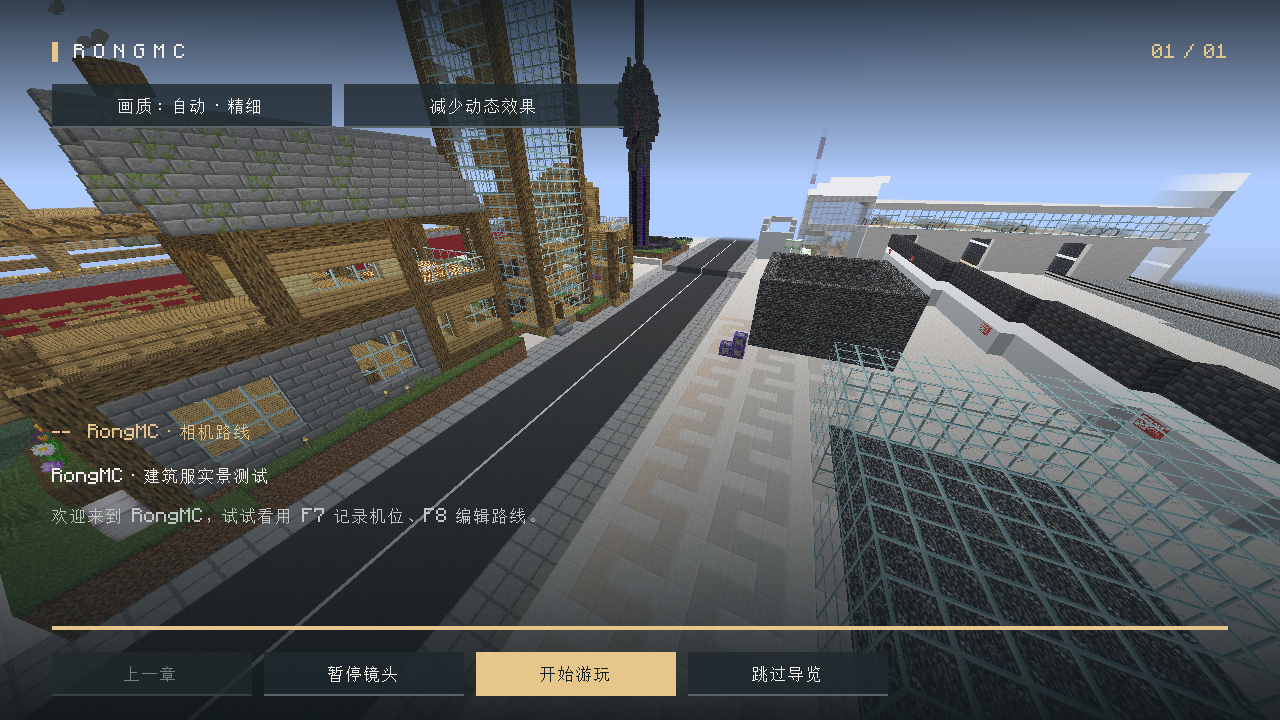 RONGMC
01 / 01
画质：自动 · 精细
减少动态效果
-- RongMC · 相机路线
RongMC · 建筑服实景测试
欢迎来到 RongMC，试试看用 F7 记录机位、F8 编辑路线。
上一章
暂停镜头
开始游玩
跳过导览